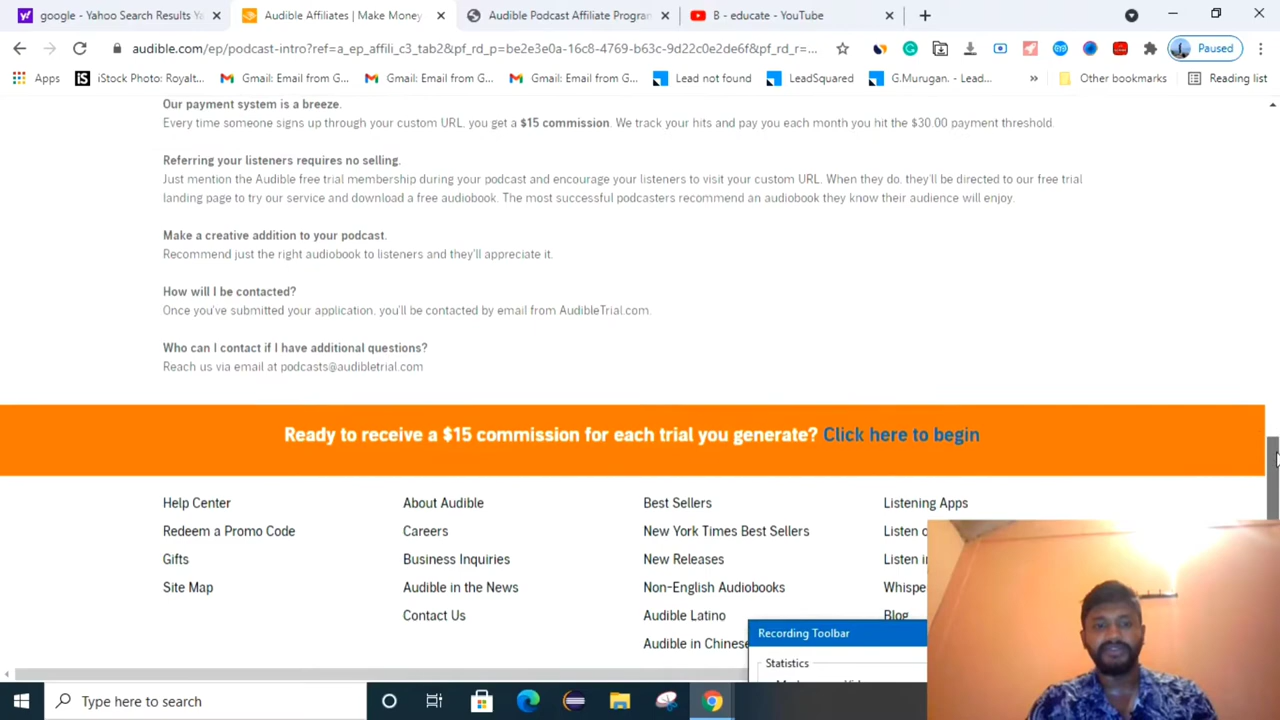 google - Yahoo Search Results Ya
Audible Affiliates | Make Money
Audible Podcast Affiliate Program
B - educate - YouTube
audible.com/ep/podcast-intro?ref=a_ep_affili_c3_tab2&pf_rd_p=be2e3e0a-16c8-4769-b63c-9d22c0e2de6f&pf_rd_r=...
Paused
Apps
iStock Photo: Royalt...
Gmail: Email from G...
Gmail: Email from G...
Gmail: Email from G...
Lead not found
LeadSquared
G.Murugan. - Lead...
Other bookmarks
Reading list
Our payment system is a breeze.
Every time someone signs up through your custom URL, you get a $15 commission. We track your hits and pay you each month you hit the $30.00 payment threshold.
Referring your listeners requires no selling.
Just mention the Audible free trial membership during your podcast and encourage your listeners to visit your custom URL. When they do, they'll be directed to our free trial
landing page to try our service and download a free audiobook. The most successful podcasters recommend an audiobook they know their audience will enjoy.
Make a creative addition to your podcast.
Recommend just the right audiobook to listeners and they'll appreciate it.
How will I be contacted?
Once you've submitted your application, you'll be contacted by email from AudibleTrial.com.
Who can I contact if I have additional questions?
Reach us via email at podcasts@audibletrial.com
Ready to receive a $15 commission for each trial you generate? Click here to begin
Help Center
About Audible
Best Sellers
Listening Apps
Redeem a Promo Code
Careers
New York Times Best Sellers
Listen
Gifts
Business Inquiries
New Releases
Listen in
Site Map
Audible in the News
Non-English Audiobooks
Whispe
Contact Us
Audible Latino
Blog
Audible in Chinese
Recording Toolbar
Statistics
Type here to search